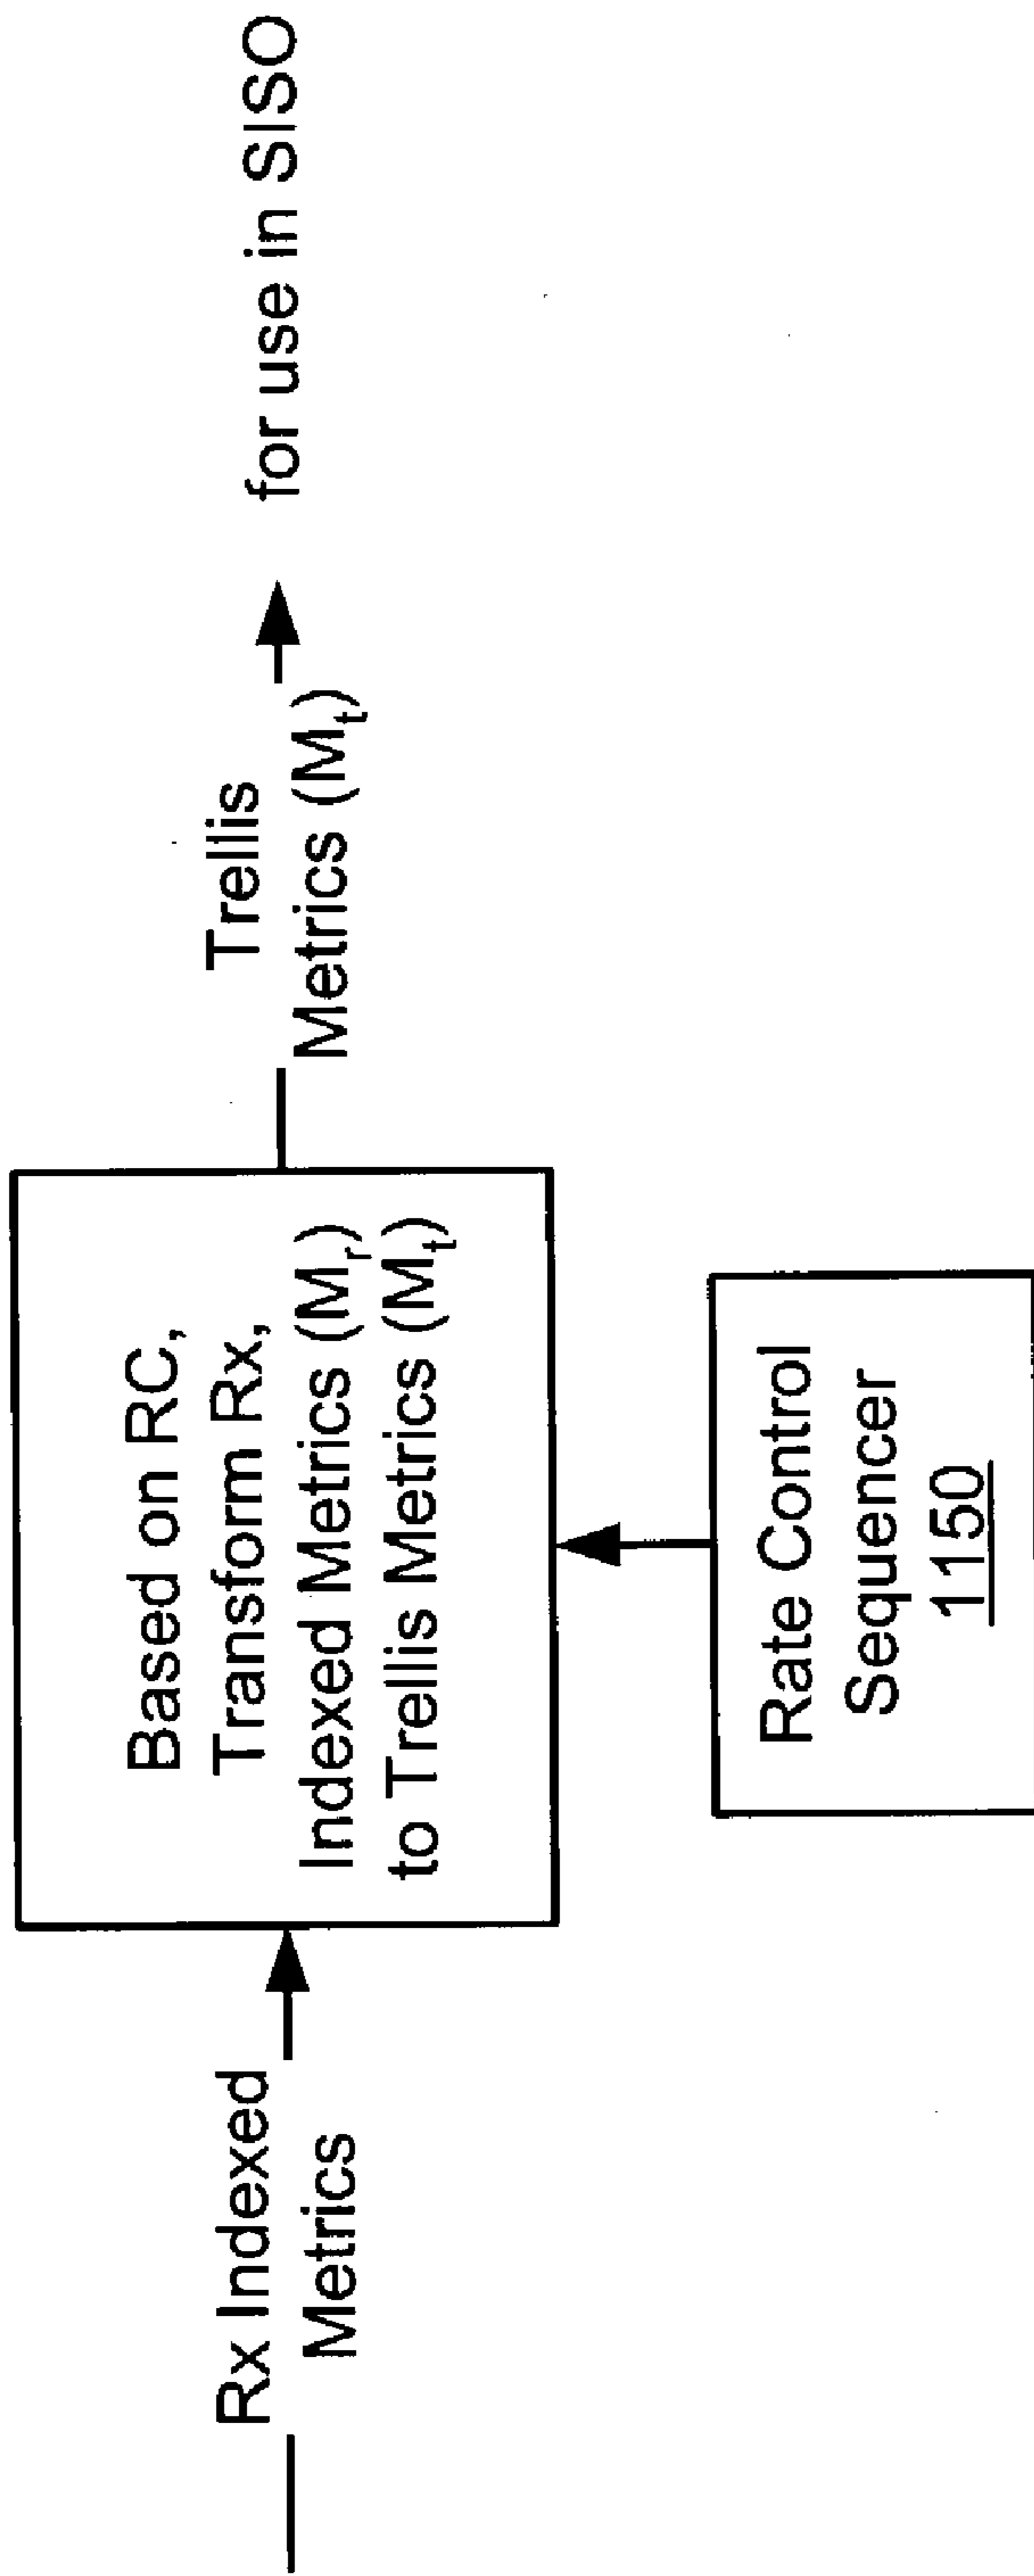 Rx Indexed
Metrics
Based on RC,
Transform Rx,
Indexed Metrics (Mr)
to Trellis Metrics (Mt)
Trellis
Metrics (Mt)
for use in SISO
Rate Control
Sequencer
1150